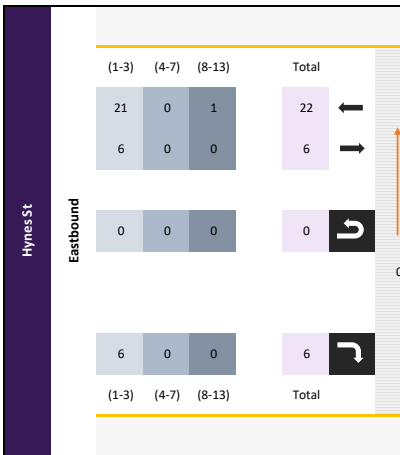 Hynes St
Eastbound
(1-3) (4-7) (8-13) Total
21 0 1 22
6 0 0 6
0 0 0 0
0
6 0 0 6
(1-3) (4-7) (8-13) Total